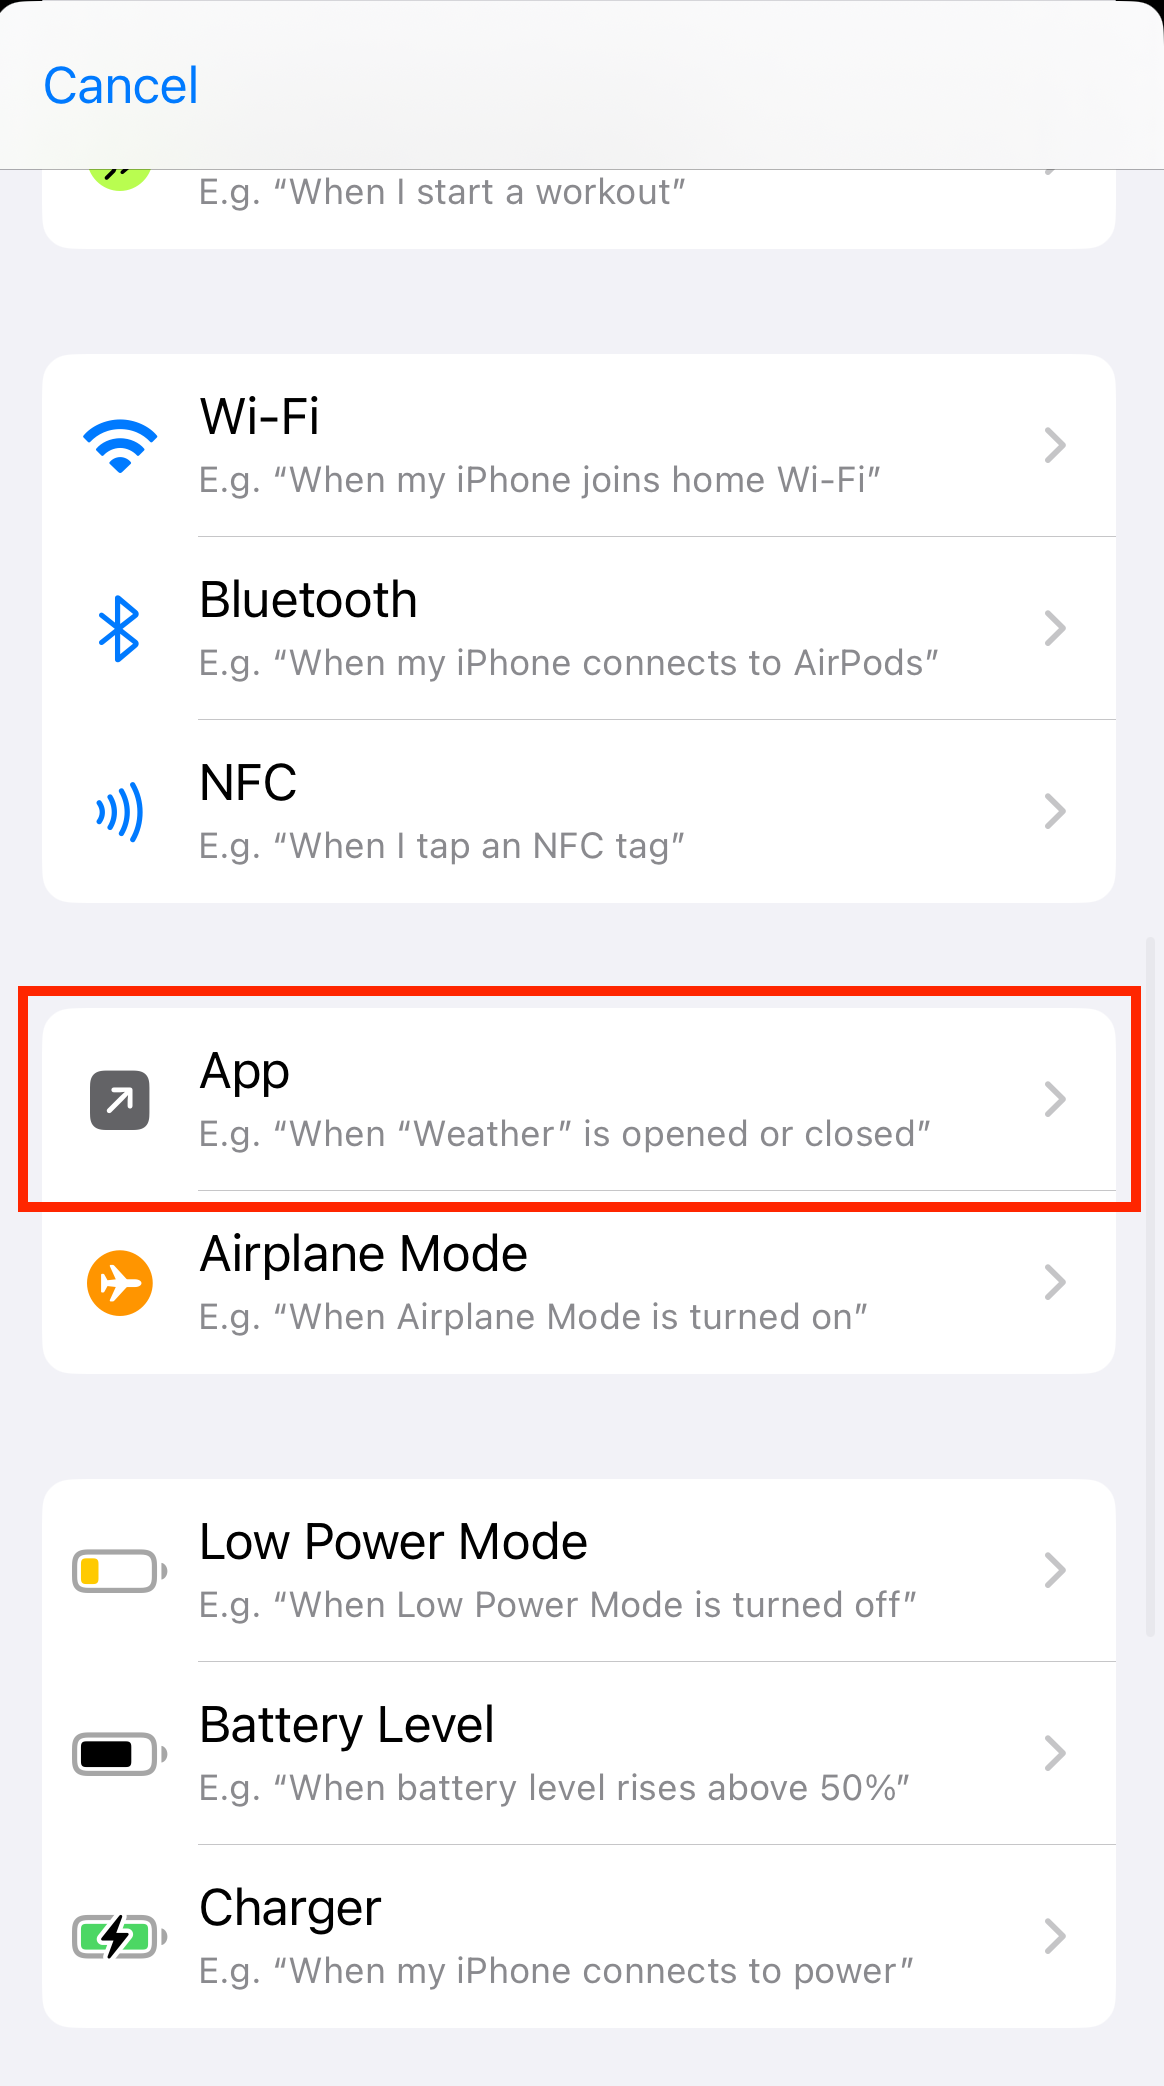 Cancel
E.g. “When I start a workout”
Wi-Fi
E.g. “When my iPhone joins home Wi-Fi”
Bluetooth
E.g. “When my iPhone connects to AirPods”
NFC
E.g. “When I tap an NFC tag”
App
E.g. “When “Weather” is opened or closed”
Airplane Mode
E.g. “When Airplane Mode is turned on”
Low Power Mode
E.g. “When Low Power Mode is turned off”
Battery Level
E.g. “When battery level rises above 50%”
Charger
E.g. “When my iPhone connects to power”